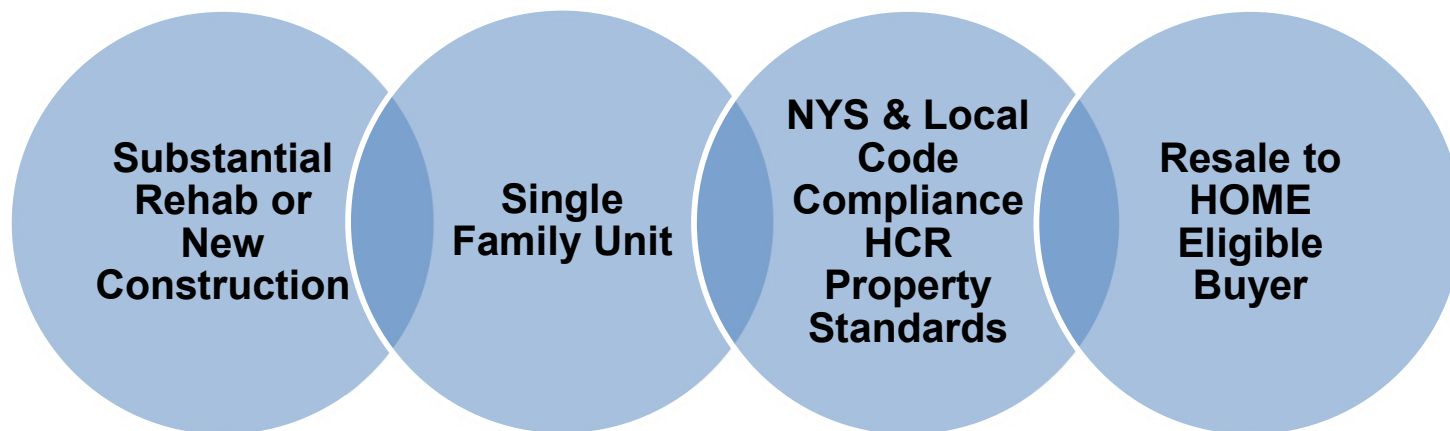 Substantial
Rehab or
New
Construction
Single
Family Unit
NYS & Local
Code
Compliance
HCR
Property
Standards
Resale to
HOME
Eligible
Buyer